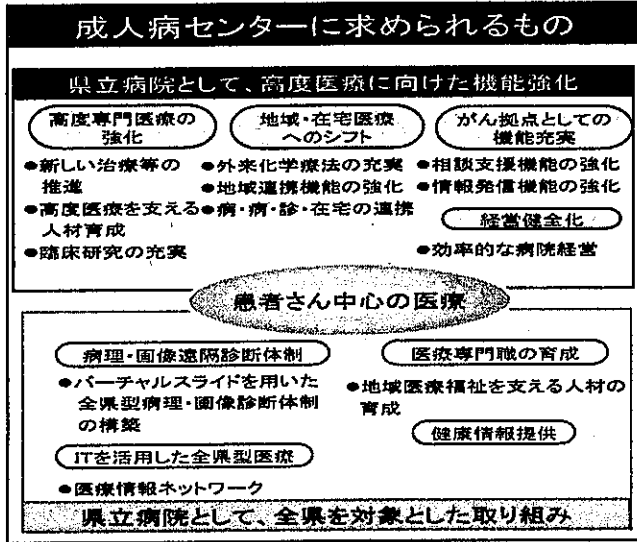 成人病センターに求められるもの
県立病院として、高度医療に向けた機能強化
高度専門医療の
強化
●新しい治療等の
推進
●高度医療を支える
人材育成
●臨床研究の充実
地域・在宅医療
へのシフト
●外来化学療法の充実
●地域連携機能の強化
●病・病・診・在宅の連携
がん拠点としての
機能充実
●相談支援機能の強化
●情報発信機能の強化
経営健全化
●効率的な病院経営
患者さん中心の医療
病理・画像遠隔診断体制
●バーチャルスライドを用いた
全県型病理・画像診断体制
の構築
ITを活用した全県型医療
●医療情報ネットワーク
医療専門職の育成
●地域医療福祉を支える人材の
育成
健康情報提供
県立病院として、全県を対象とした取り組み